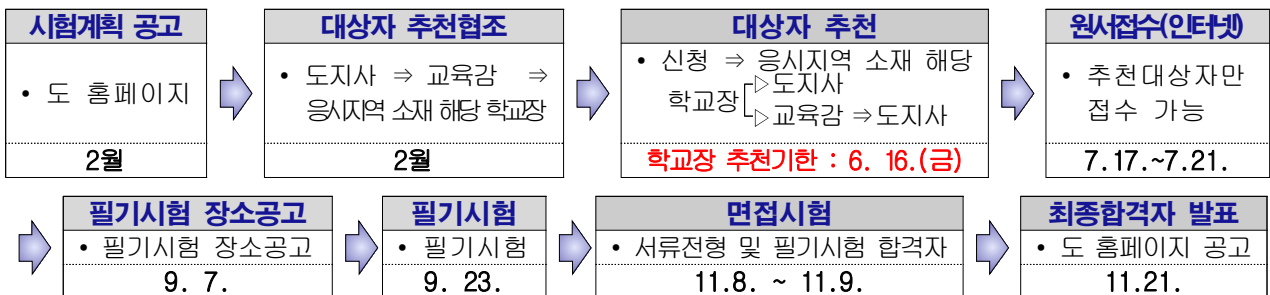 시험계획 공고
• 도 홈페이지
2월
대상자 추천협조
• 도지사 ⇒ 교육감 ⇒
응시지역 소재 해당 학교장
2월
대상자 추천
• 신청 ⇒ 응시지역 소재 해당
학교장 ▷도지사
▷교육감 ⇒도지사
학교장 추천기한 : 6. 16.(금)
원서접수(인터넷)
• 추천대상자만
접수 가능
7.17.~7.21.
필기시험 장소공고
• 필기시험 장소공고
9. 7.
필기시험
• 필기시험
9. 23.
면접시험
• 서류전형 및 필기시험 합격자
11.8. ~ 11.9.
최종합격자 발표
• 도 홈페이지 공고
11.21.